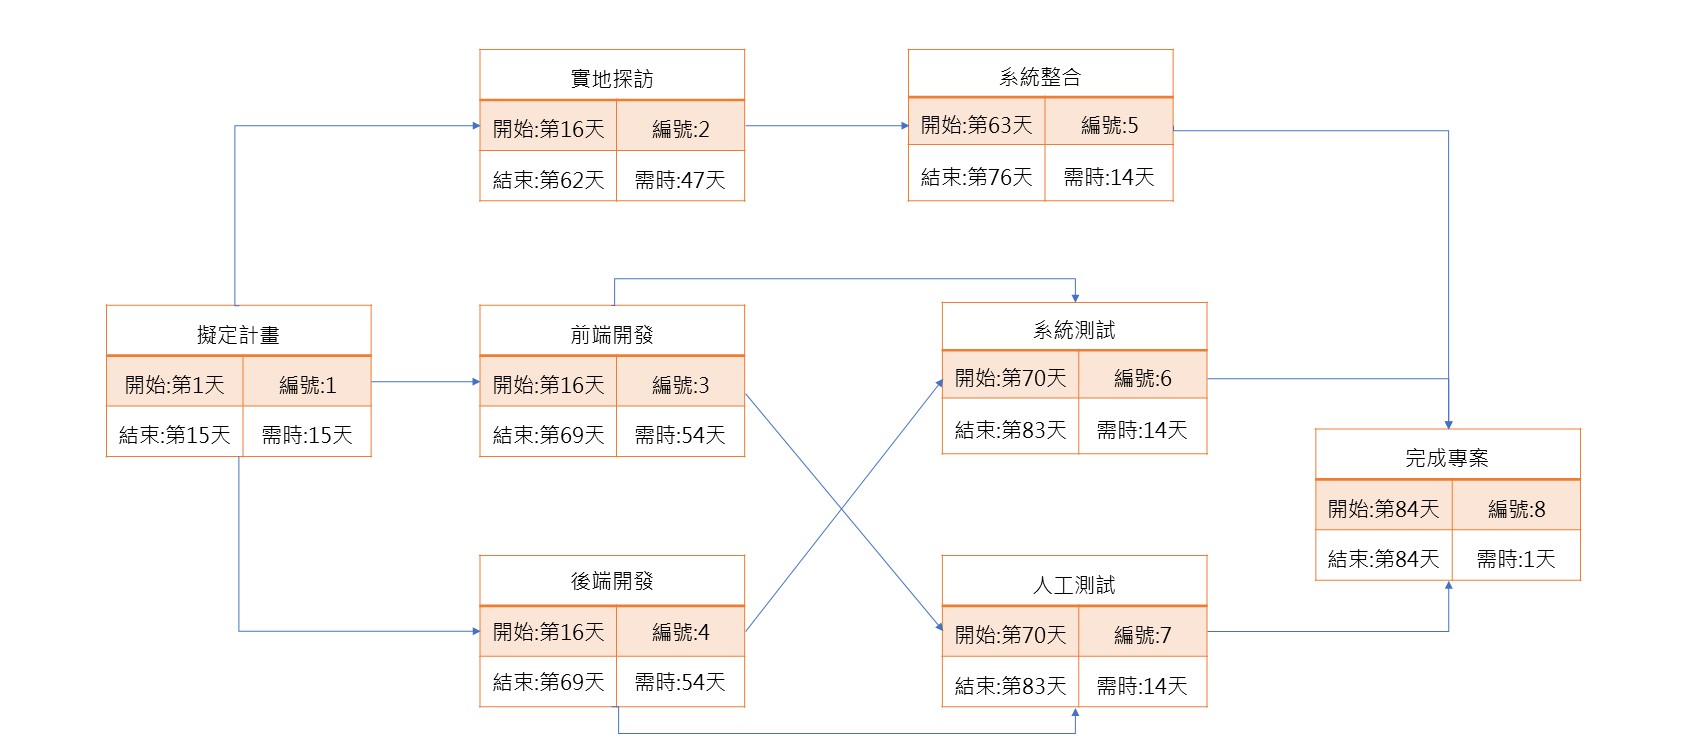 實地探訪
開始:第16天 編號:2
結束:第62天 需時:47天
系統整合
開始:第63天 編號:5
結束:第76天 需時:14天
擬定計畫
開始:第1天 編號:1
結束:第15天 需時:15天
前端開發
開始:第16天 編號:3
結束:第69天 需時:54天
系統測試
開始:第70天 編號:6
結束:第83天 需時:14天
後端開發
開始:第16天 編號:4
結束:第69天 需時:54天
人工測試
開始:第70天 編號:7
結束:第83天 需時:14天
完成專案
開始:第84天 編號:8
結束:第84天 需時:1天